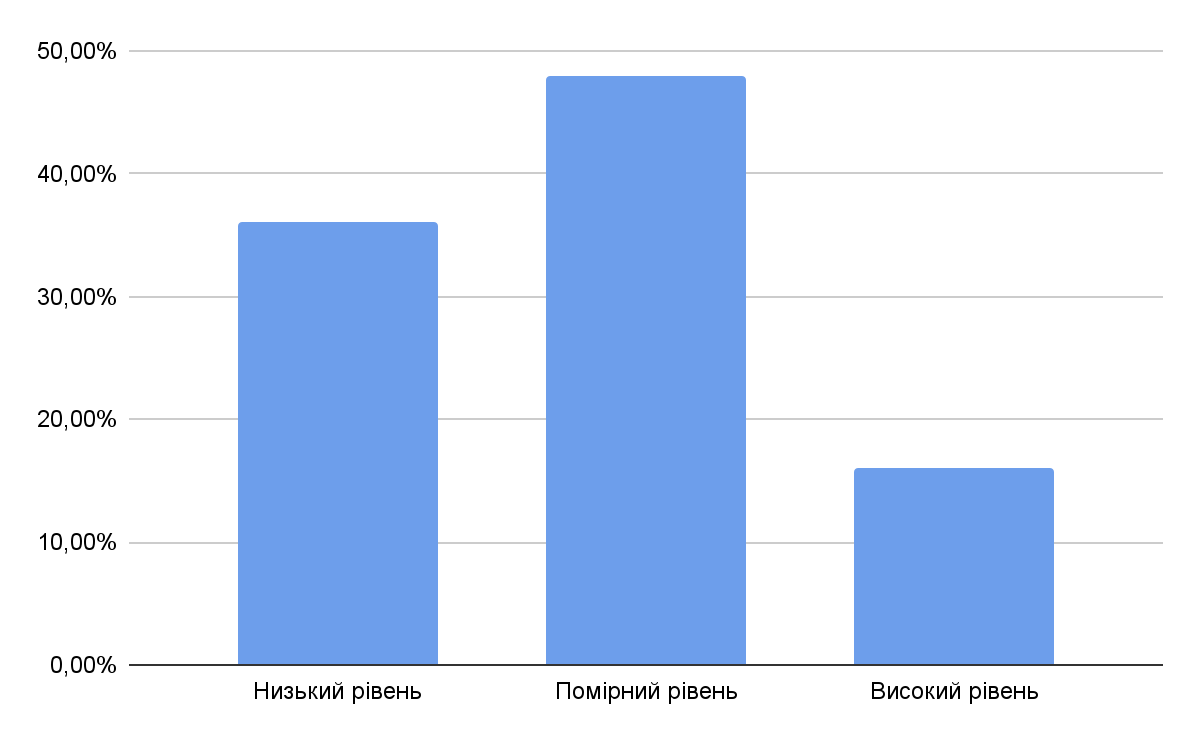 50,00%
40,00%
30,00%
20,00%
10,00%
0,00%
Низький рівень
Помірний рівень
Високий рівень